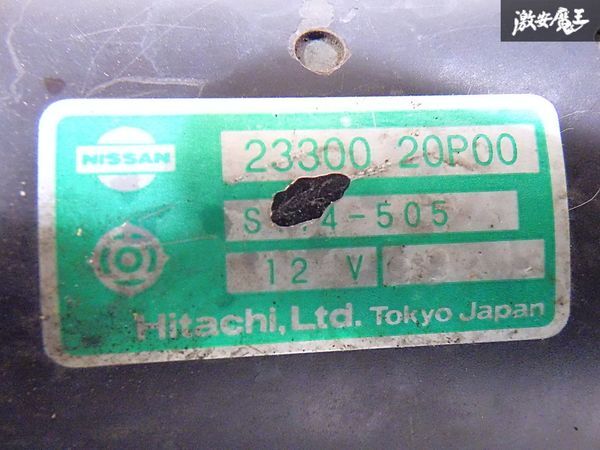 激安魔王
NISSAN
23300 20P00
4-505
12 V
Hitachi, Ltd. Tokyo Japan